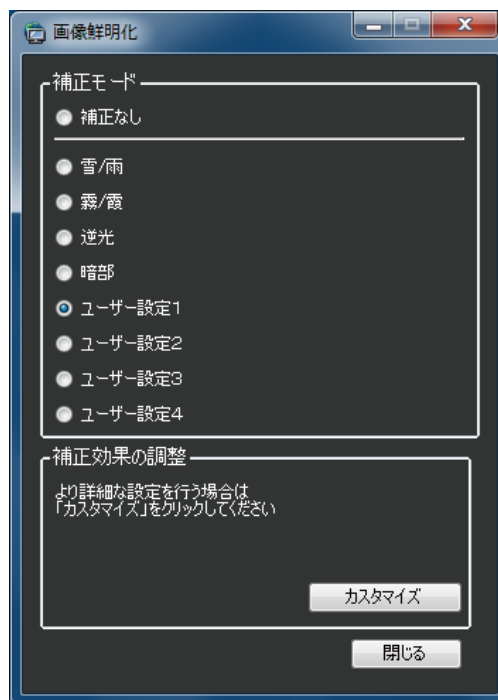 画像鮮明化
補正モード
補正なし
雪/雨
霧/霞
逆光
暗部
ユーザー設定1
ユーザー設定2
ユーザー設定3
ユーザー設定4
補正効果の調整
より詳細な設定を行う場合は
「カスタマイズ」をクリックしてください
カスタマイズ
閉じる